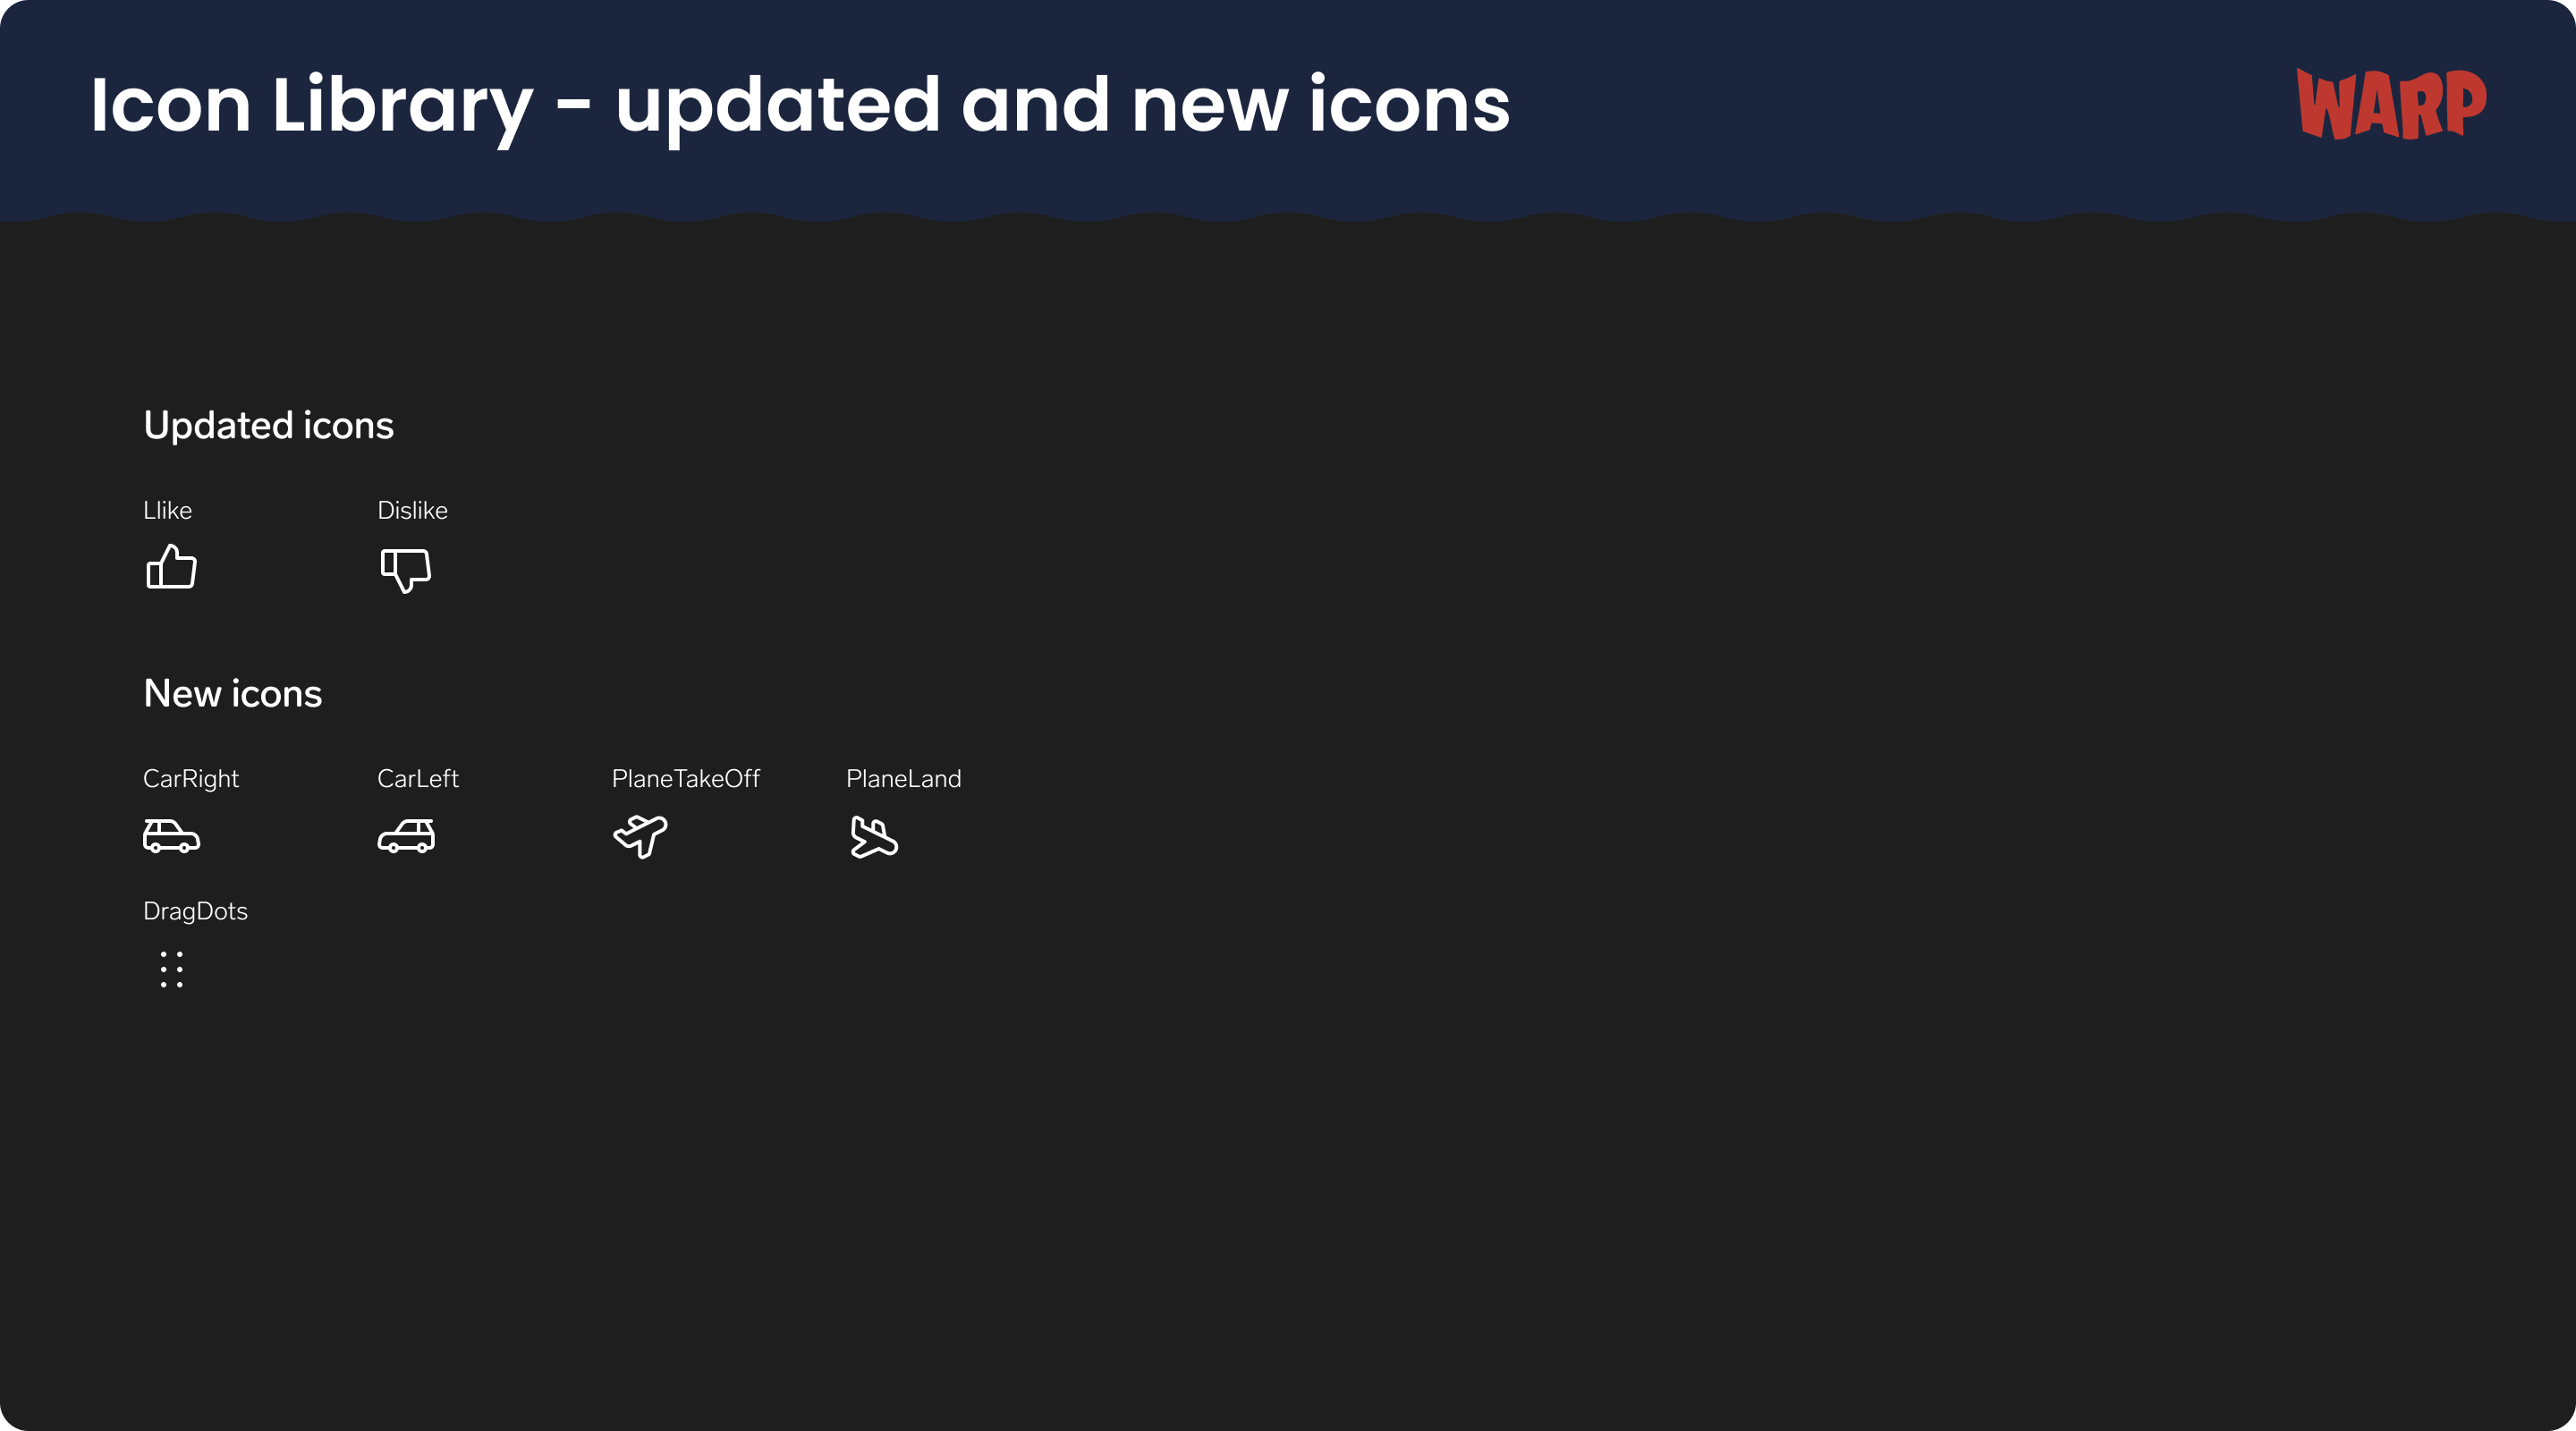 Icon Library - updated and new icons
WARP
Updated icons
Llike Dislike
New icons
CarRight CarLeft PlaneTakeOff PlaneLand
DragDots